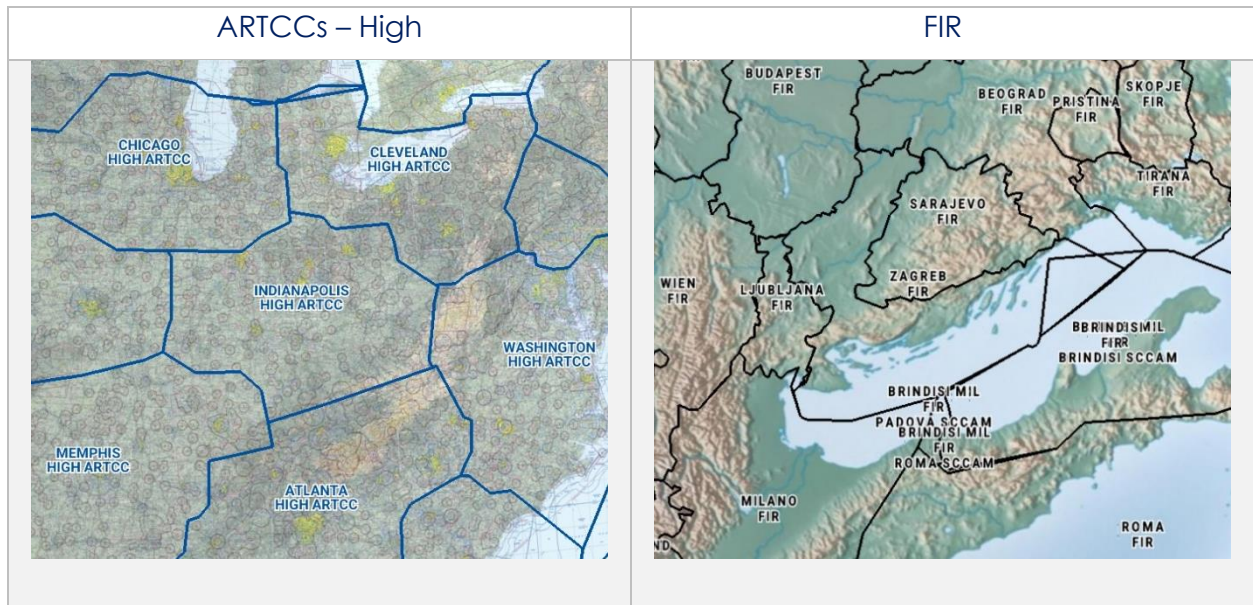 ARTCCs – High
FIR
CHICAGO
HIGH ARTCC
CLEVELAND
HIGH ARTCC
INDIANAPOLIS
HIGH ARTCC
WASHINGTON
HIGH ARTCC
MEMPHIS
HIGH ARTCC
ATLANTA
HIGH ARTCC
BUDAPEST
FIR
BEOGRAD
FIR
PRISTINA
FIR
SKOPJE
FIR
TIRANA
FIR
SARAJEVO
FIR
ZAGREB
FIR
WIEN
FIR
LJUBLJANA
FIR
BRINDISI MIL
FIR
BRINDISI SCCAM
BRINDISI MIL
FIR
PADOVA SCCAM
BRINDISI MIL
FIR
ROMA SCCAM
MILANO
FIR
ROMA
FIR
ND